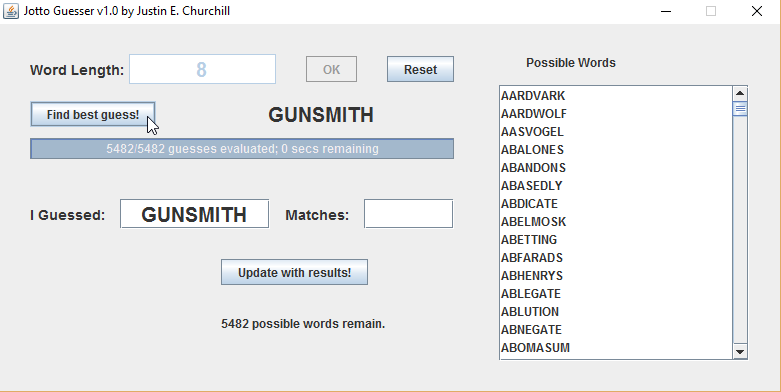 Jotto Guesser v1.0 by Justin E. Churchill
Word Length: 8 OK Reset
Find best guess! GUNSMITH
5482/5482 guesses evaluated; 0 secs remaining
I Guessed: GUNSMITH Matches:
Update with results!
5482 possible words remain.
Possible Words
AARDVARK
AARDWOLF
AASVOGEL
ABALONES
ABANDONS
ABASEDLY
ABDICATE
ABELMOSK
ABETTING
ABFARADS
ABHENRYS
ABLEGATE
ABLUTION
ABNEGATE
ABOMASUM